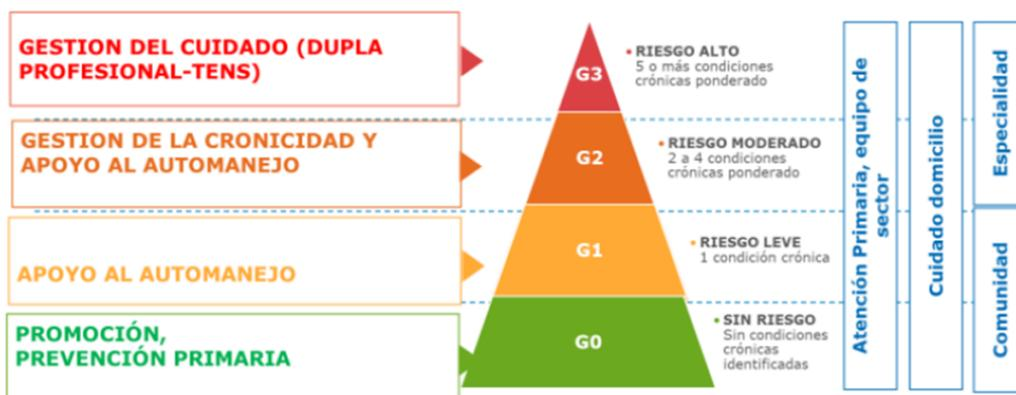 GESTION DEL CUIDADO (DUPLA
PROFESIONAL-TENS)
G3
• RIESGO ALTO
5 o más condiciones
crónicas ponderado
GESTION DE LA CRONICIDAD Y
APOYO AL AUTOMANEJO
G2
• RIESGO MODERADO
2 a 4 condiciones
crónicas ponderado
APOYO AL AUTOMANEJO
G1
• RIESGO LEVE
1 condición crónica
PROMOCIÓN,
PREVENCIÓN PRIMARIA
G0
• SIN RIESGO
Sin condiciones
crónicas
identificadas
Atención Primaria, equipo de
sector
Cuidado domicilio
Especialidad
Comunidad